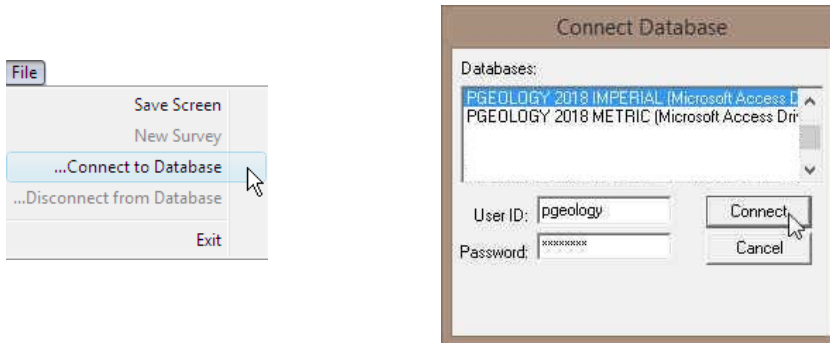 File
Save Screen
New Survey
...Connect to Database
...Disconnect from Database
Exit
Connect Database
Databases:
PGEOLOGY 2018 IMPERIAL (Microsoft Access D
PGEOLOGY 2018 METRIC (Microsoft Access Driv
User ID: pgeology Connect
Password: ×××××××× Cancel